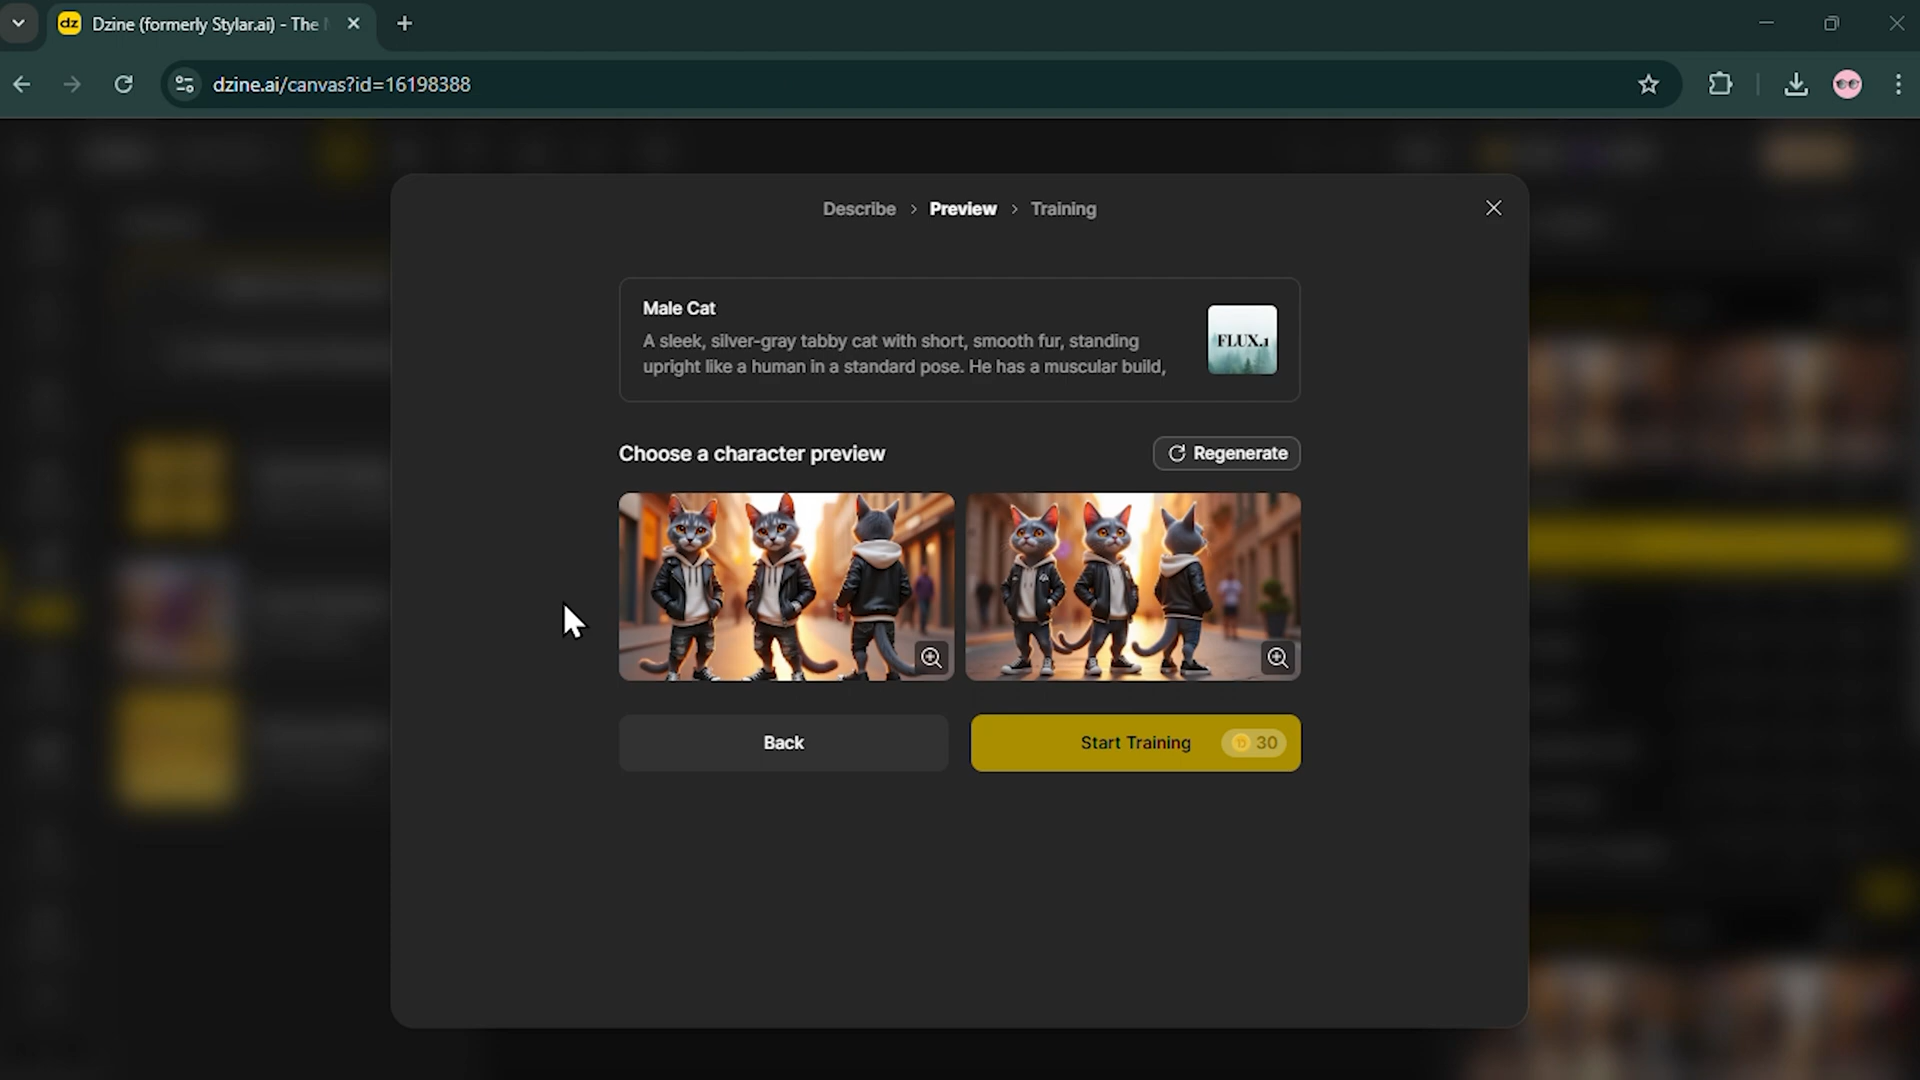 dz Dzine (formerly Stylar.ai) - The
dzine.ai/canvas?id=16198388
Describe > Preview > Training
Male Cat
A sleek, silver-gray tabby cat with short, smooth fur, standing
upright like a human in a standard pose. He has a muscular build,
FLUX.1
Choose a character preview
Regenerate
Back
Start Training 30